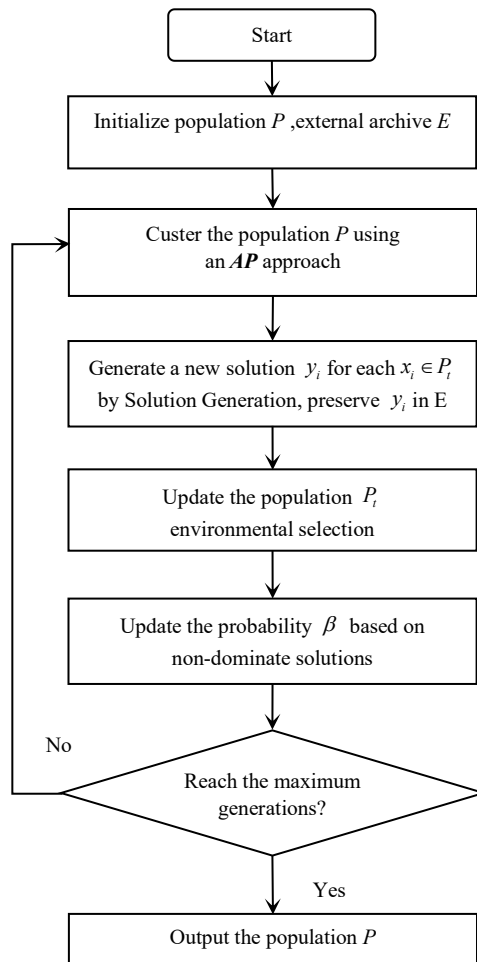 Start
Initialize population P ,external archive E
Custer the population P using
an AP approach
Generate a new solution y_i for each x_i ∈ P_t
by Solution Generation, preserve y_i in E
Update the population P_t
environmental selection
Update the probability β based on
non-dominate solutions
No
Reach the maximum
generations?
Yes
Output the population P